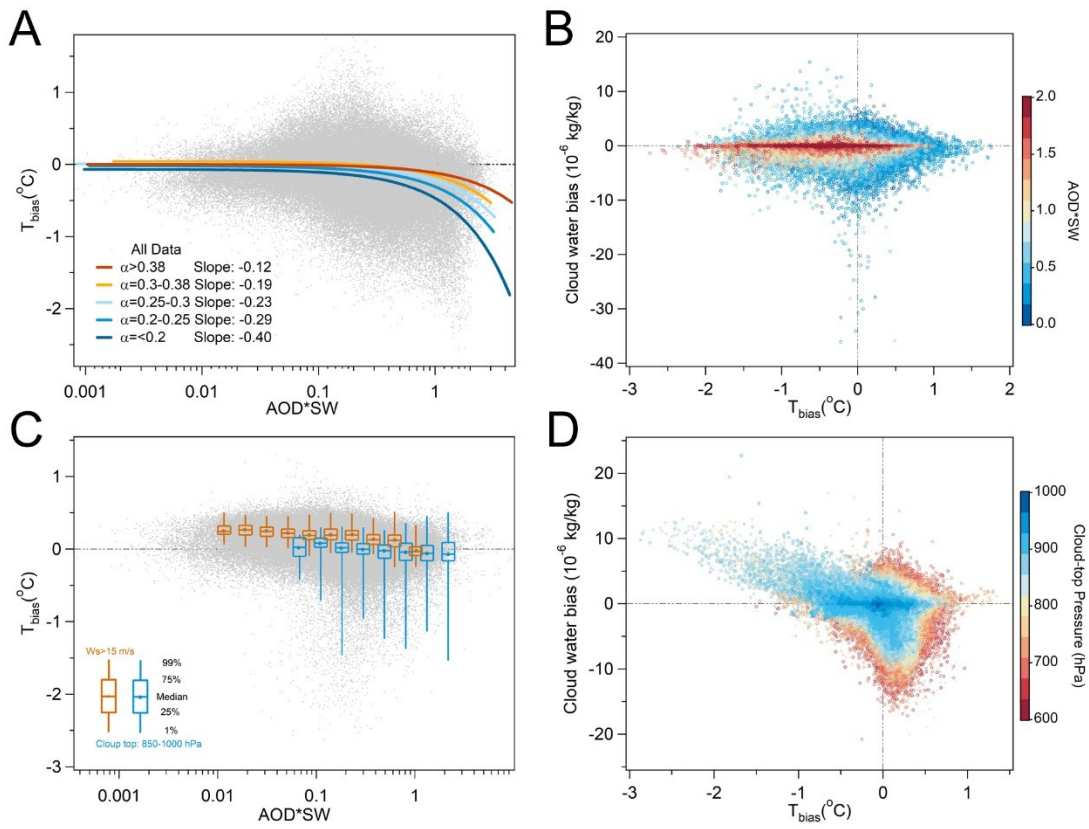 A
1
0
-1
-2
T_bias(°C)
All Data
α>0.38 Slope: -0.12
α=0.3-0.38 Slope: -0.19
α=0.25-0.3 Slope: -0.23
α=0.2-0.25 Slope: -0.29
α=<0.2 Slope: -0.40
0.001 0.01 0.1 1
AOD*SW
B
20
10
0
-10
-20
-30
-40
Cloud water bias (10⁻⁶ kg/kg)
-3 -2 -1 0 1 2
T_bias(°C)
2.0
1.5
1.0
0.5
0.0
AOD*SW
C
1
0
-1
-2
-3
T_bias(°C)
Ws>15 m/s
99%
75%
Median
25%
1%
Cloup top: 850-1000 hPa
0.001 0.01 0.1 1
AOD*SW
D
20
10
0
-10
-20
Cloud water bias (10⁻⁶ kg/kg)
-3 -2 -1 0 1
T_bias(°C)
1000
900
800
700
600
Cloud-top Pressure (hPa)